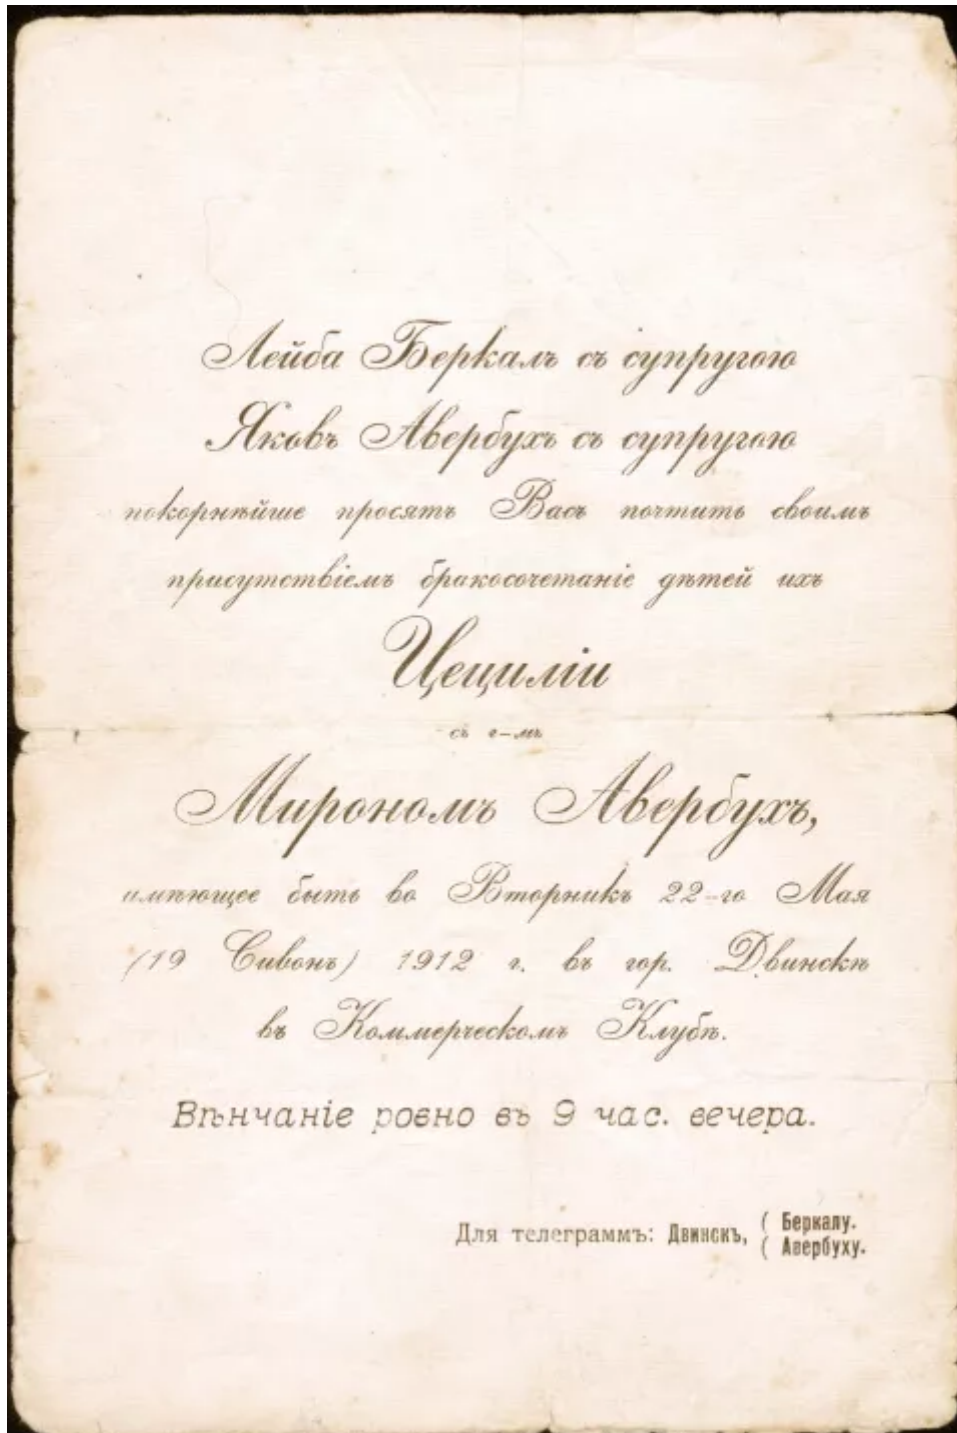 Лейба Беркалъ съ супругою
Яковъ Авербухъ съ супругою
покорнѣйше просятъ Васъ почтить своимъ
присутствіемъ бракосочетаніе дѣтей ихъ
Цециліи
съ г-мъ
Мирономъ Авербухъ,
имѣющее быть во Вторникъ 22-го Мая
(19 Сивонъ) 1912 г. въ гор. Двинскѣ
въ Коммерческомъ Клубѣ.
Вѣнчаніе ровно въ 9 час. вечера.
Для телеграммъ: Двинскъ, ( Беркалу.
( Авербуху.